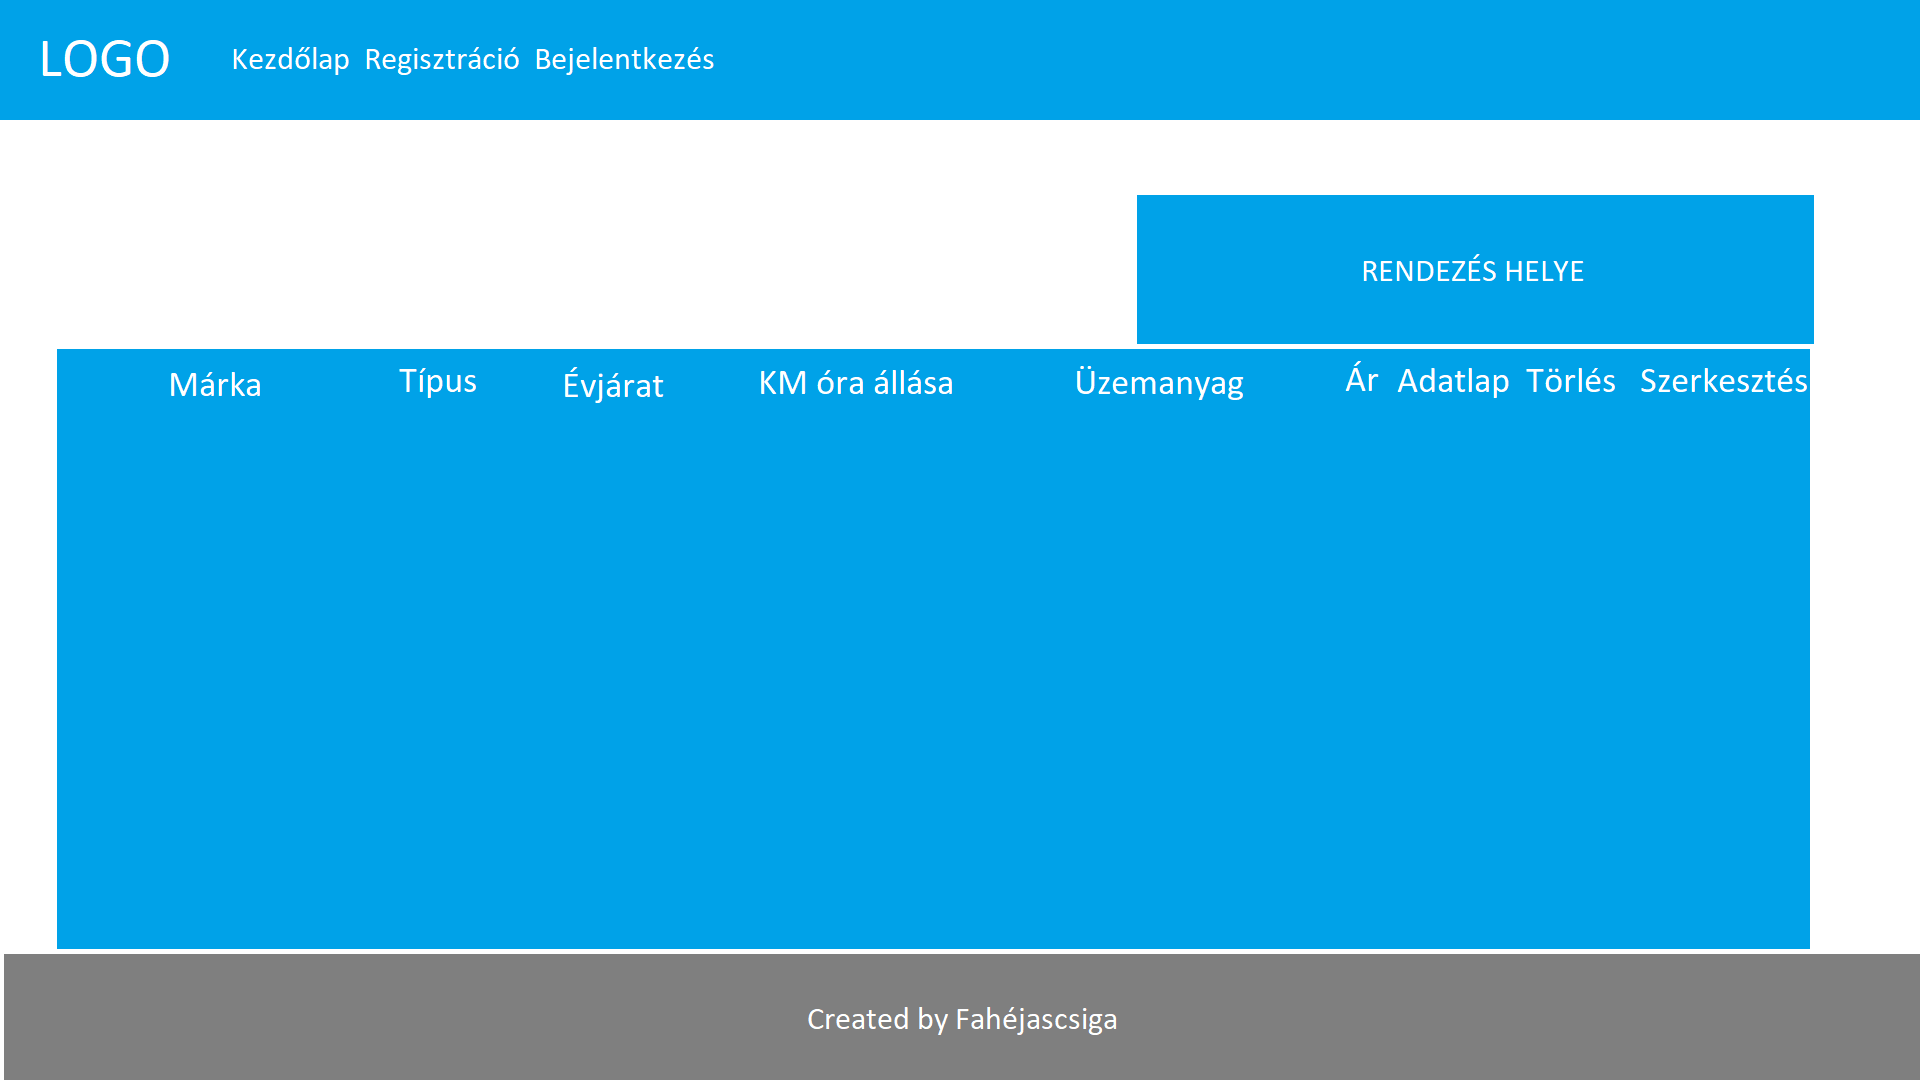 LOGO Kezdőlap Regisztráció Bejelentkezés
RENDEZÉS HELYE
Márka Típus Évjárat KM óra állása Üzemanyag Ár Adatlap Törlés Szerkesztés
Created by Fahéjascsiga